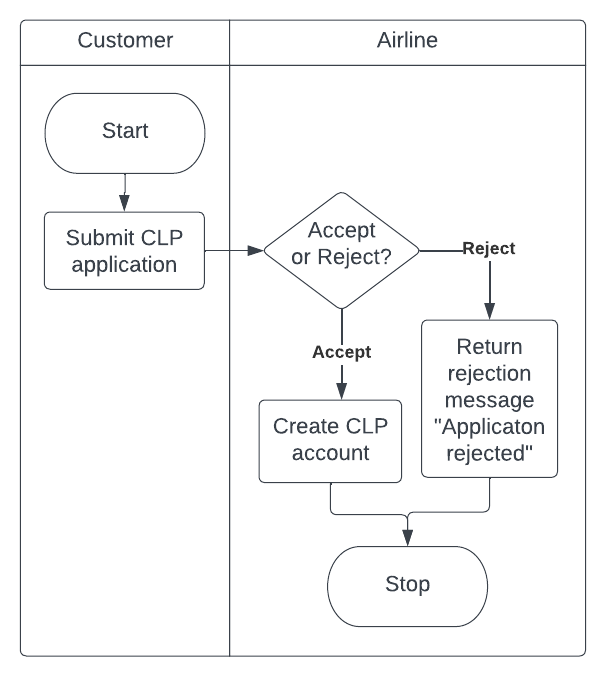 Customer
Airline
Start
Submit CLP
application
Accept
or Reject?
Reject
Accept
Return
rejection
message
"Applicaton
rejected"
Create CLP
account
Stop